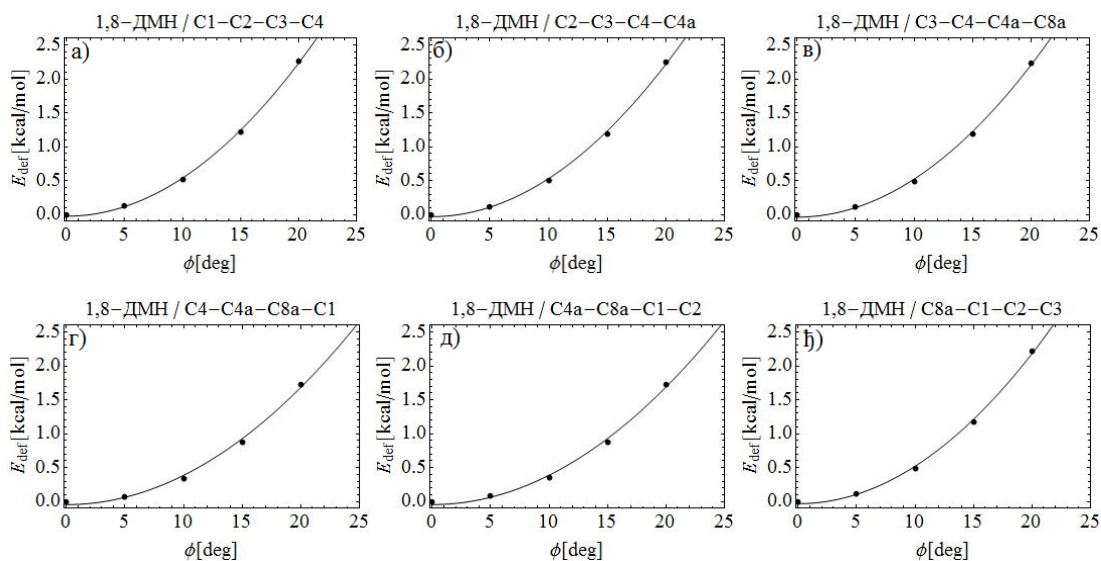 1,8−ДМН / C1−C2−C3−C4
а)
E_def [kcal/mol]
2.5
2.0
1.5
1.0
0.5
0.0
0 5 10 15 20 25
ϕ[deg]
1,8−ДМН / C2−C3−C4−C4a
б)
E_def [kcal/mol]
2.5
2.0
1.5
1.0
0.5
0.0
0 5 10 15 20 25
ϕ[deg]
1,8−ДМН / C3−C4−C4a−C8a
в)
E_def [kcal/mol]
2.5
2.0
1.5
1.0
0.5
0.0
0 5 10 15 20 25
ϕ[deg]
1,8−ДМН / C4−C4a−C8a−C1
г)
E_def [kcal/mol]
2.5
2.0
1.5
1.0
0.5
0.0
0 5 10 15 20 25
ϕ[deg]
1,8−ДМН / C4a−C8a−C1−C2
д)
E_def [kcal/mol]
2.5
2.0
1.5
1.0
0.5
0.0
0 5 10 15 20 25
ϕ[deg]
1,8−ДМН / C8a−C1−C2−C3
ђ)
E_def [kcal/mol]
2.5
2.0
1.5
1.0
0.5
0.0
0 5 10 15 20 25
ϕ[deg]